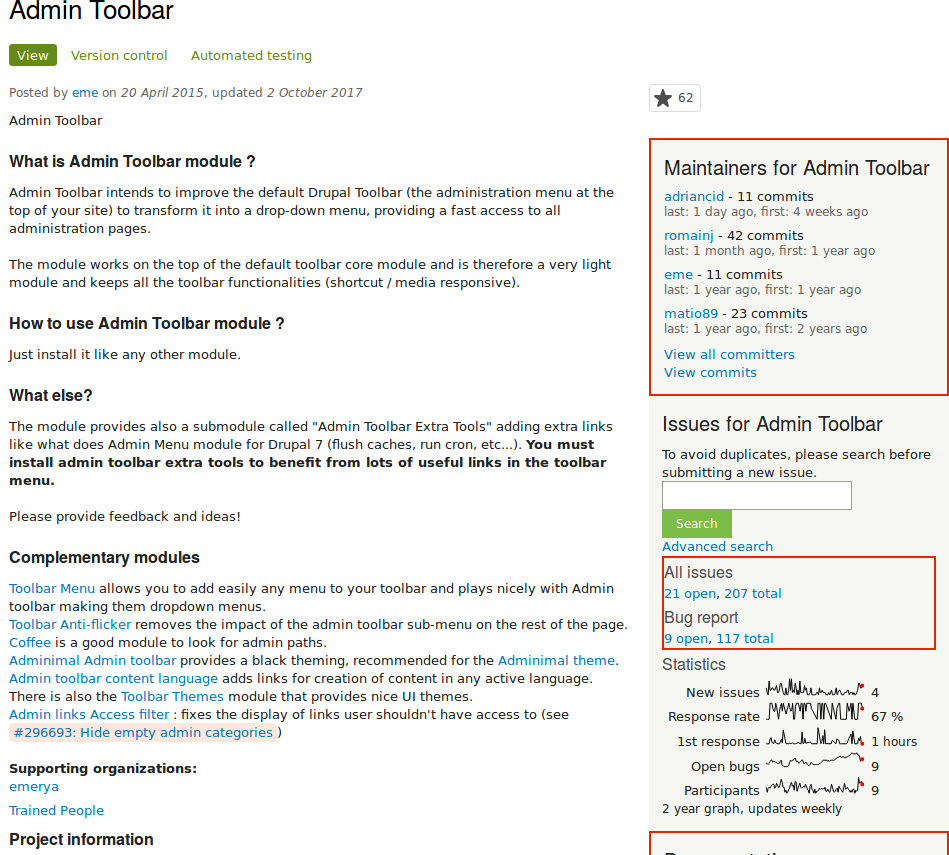 Admin Toolbar
View Version control Automated testing
Posted by eme on 20 April 2015, updated 2 October 2017
Admin Toolbar
What is Admin Toolbar module ?
Admin Toolbar intends to improve the default Drupal Toolbar (the administration menu at the
top of your site) to transform it into a drop-down menu, providing a fast access to all
administration pages.
The module works on the top of the default toolbar core module and is therefore a very light
module and keeps all the toolbar functionalities (shortcut / media responsive).
How to use Admin Toolbar module ?
Just install it like any other module.
What else?
The module provides also a submodule called "Admin Toolbar Extra Tools" adding extra links
like what does Admin Menu module for Drupal 7 (flush caches, run cron, etc...). You must
install admin toolbar extra tools to benefit from lots of useful links in the toolbar
menu.
Please provide feedback and ideas!
Complementary modules
Toolbar Menu allows you to add easily any menu to your toolbar and plays nicely with Admin
toolbar making them dropdown menus.
Toolbar Anti-flicker removes the impact of the admin toolbar sub-menu on the rest of the page.
Coffee is a good module to look for admin paths.
Adminimal Admin toolbar provides a black theming, recommended for the Adminimal theme.
Admin toolbar content language adds links for creation of content in any active language.
There is also the Toolbar Themes module that provides nice UI themes.
Admin links Access filter : fixes the display of links user shouldn't have access to (see
#296693: Hide empty admin categories )
Supporting organizations:
emerya
Trained People
Project information
62
Maintainers for Admin Toolbar
adriancid - 11 commits
last: 1 day ago, first: 4 weeks ago
romainj - 42 commits
last: 1 month ago, first: 1 year ago
eme - 11 commits
last: 1 year ago, first: 1 year ago
matio89 - 23 commits
last: 1 year ago, first: 2 years ago
View all committers
View commits
Issues for Admin Toolbar
To avoid duplicates, please search before
submitting a new issue.
Search
Advanced search
All issues
21 open, 207 total
Bug report
9 open, 117 total
Statistics
New issues 4
Response rate 67 %
1st response 1 hours
Open bugs 9
Participants 9
2 year graph, updates weekly